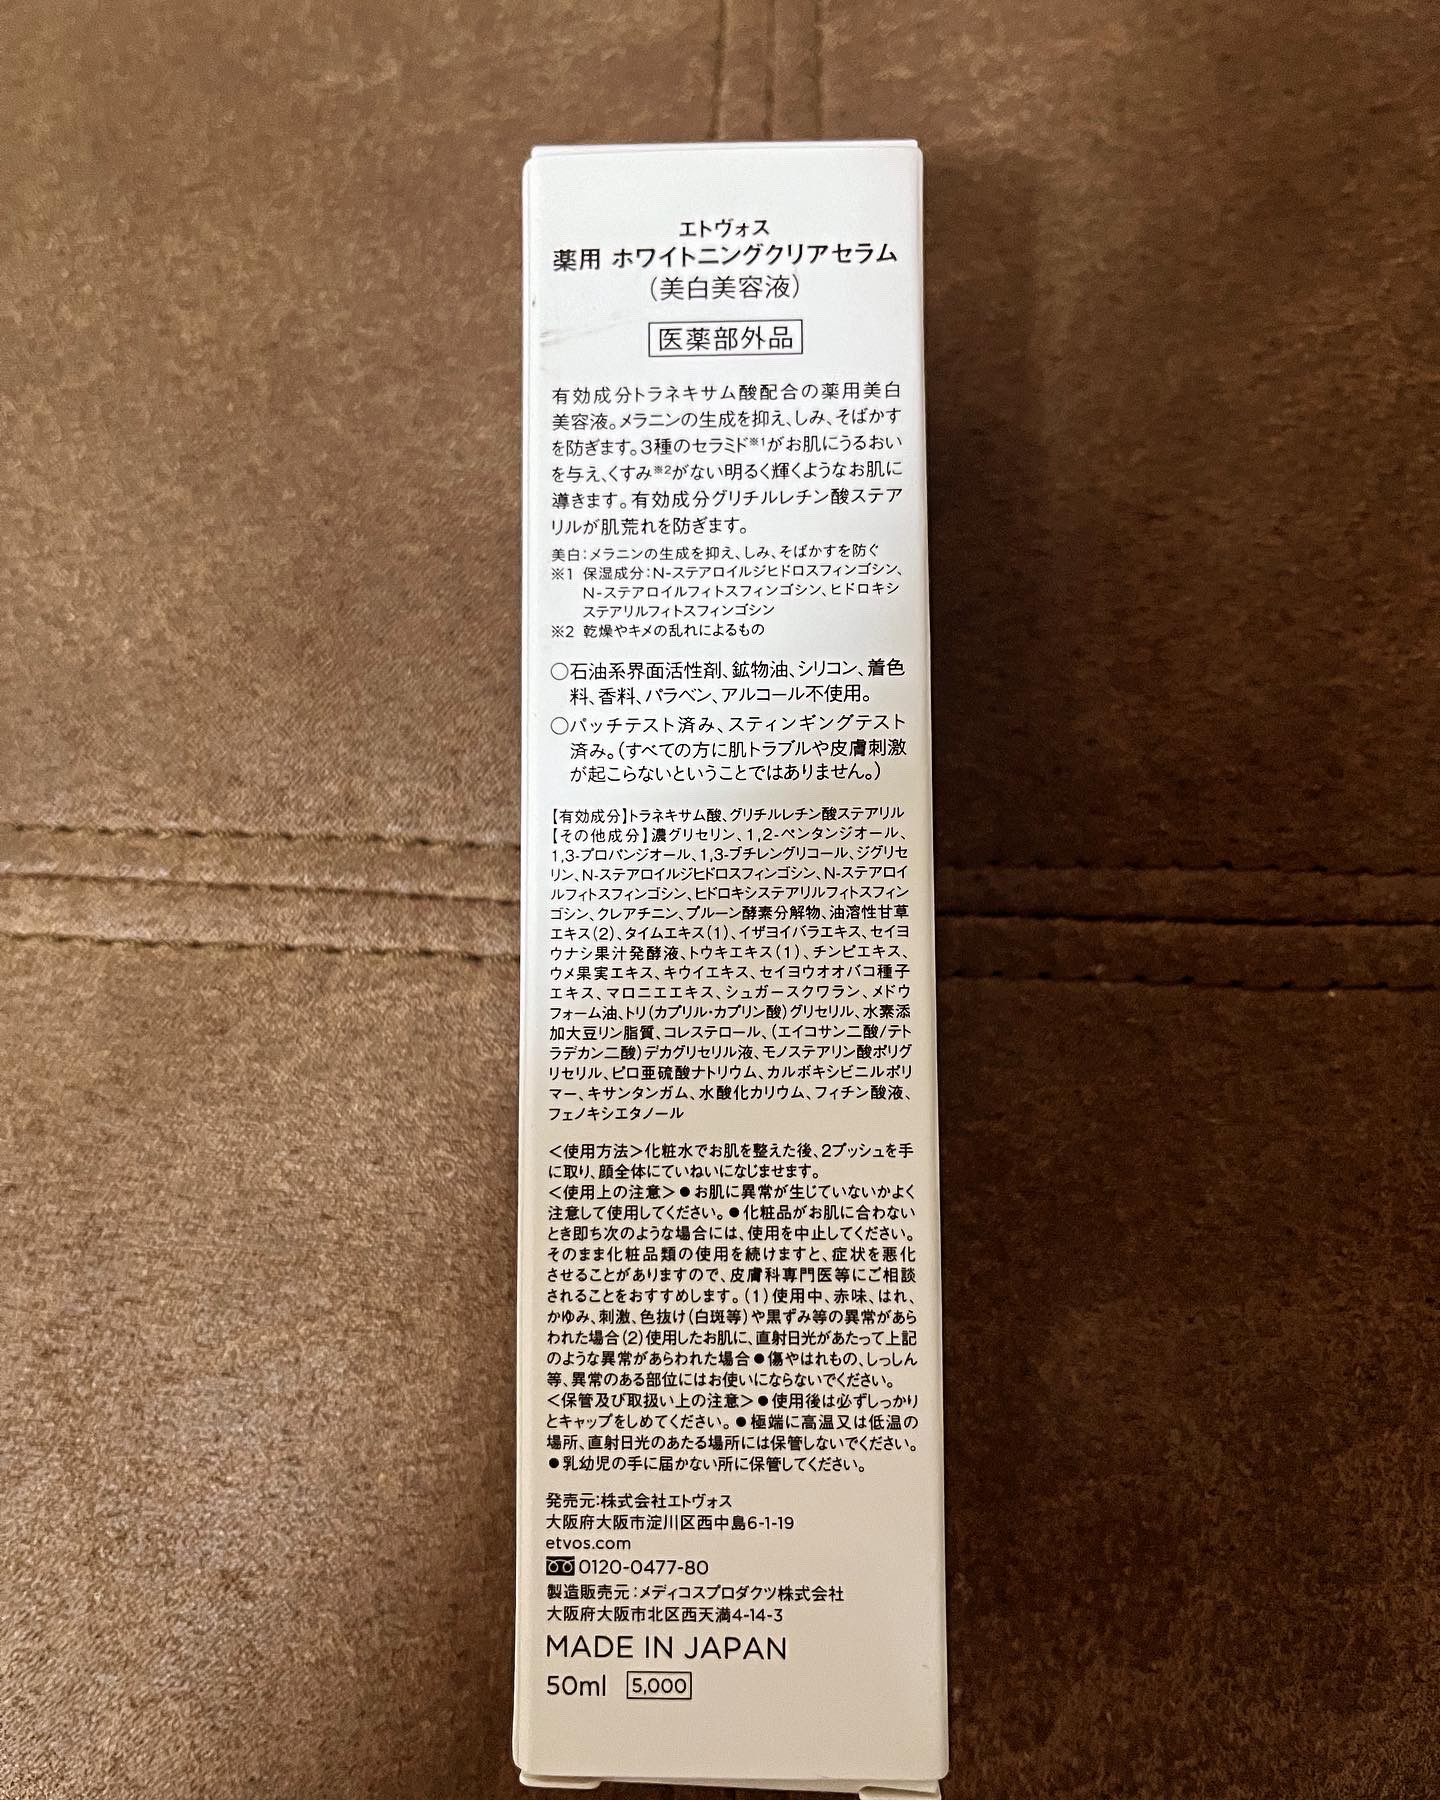 エトヴォス
薬用 ホワイトニングクリアセラム
（美白美容液）
医薬部外品
有効成分トラネキサム酸配合の薬用美白
美容液。メラニンの生成を抑え、しみ、そばかす
を防ぎます。3種のセラミド※1がお肌にうるおい
を与え、くすみ※2がない明るく輝くようなお肌に
導きます。有効成分グリチルレチン酸ステア
リルが肌荒れを防ぎます。
美白：メラニンの生成を抑え、しみ、そばかすを防ぐ
※1 保湿成分：N-ステアロイルジヒドロスフィンゴシン、
N-ステアロイルフィトスフィンゴシン、ヒドロキシ
ステアリルフィトスフィンゴシン
※2 乾燥やキメの乱れによるもの
○石油系界面活性剤、鉱物油、シリコン、着色
料、香料、パラベン、アルコール不使用。
○パッチテスト済み、スティンギングテスト
済み。（すべての方に肌トラブルや皮膚刺激
が起こらないということではありません。）
【有効成分】トラネキサム酸、グリチルレチン酸ステアリル
【その他成分】濃グリセリン、1,2-ペンタンジオール、
1,3-プロパンジオール、1,3-ブチレングリコール、ジグリセ
リン、N-ステアロイルジヒドロスフィンゴシン、N-ステアロイ
ルフィトスフィンゴシン、ヒドロキシステアリルフィトスフィン
ゴシン、クレアチニン、プルーン酵素分解物、油溶性甘草
エキス(2)、タイムエキス(1)、イザヨイバラエキス、セイヨ
ウナシ果汁発酵液、トウキエキス(1)、チンピエキス、
ウメ果実エキス、キウイエキス、セイヨウオオバコ種子
エキス、マロニエエキス、シュガースクワラン、メドウ
フォーム油、トリ(カプリル・カプリン酸)グリセリル、水素添
加大豆リン脂質、コレステロール、(エイコサン二酸/テト
ラデカン二酸)デカグリセリル液、モノステアリン酸ポリグ
リセリル、ピロ亜硫酸ナトリウム、カルボキシビニルポリ
マー、キサンタンガム、水酸化カリウム、フィチン酸液、
フェノキシエタノール
＜使用方法＞化粧水でお肌を整えた後、2プッシュを手
に取り、顔全体にていねいになじませます。
＜使用上の注意＞●お肌に異常が生じていないかよく
注意して使用してください。●化粧品がお肌に合わない
とき即ち次のような場合には、使用を中止してください。
そのまま化粧品類の使用を続けますと、症状を悪化
させることがありますので、皮膚科専門医等にご相談
されることをおすすめします。(1)使用中、赤味、はれ、
かゆみ、刺激、色抜け(白斑等)や黒ずみ等の異常があら
われた場合(2)使用したお肌に、直射日光があたって上記
のような異常があらわれた場合●傷やはれもの、しっしん
等、異常のある部位にはお使いにならないでください。
＜保管及び取扱い上の注意＞●使用後は必ずしっかり
とキャップをしめてください。●極端に高温又は低温の
場所、直射日光のあたる場所には保管しないでください。
●乳幼児の手に届かない所に保管してください。
発売元：株式会社エトヴォス
大阪府大阪市淀川区西中島6-1-19
etvos.com
0120-0477-80
製造販売元：メディコスプロダクツ株式会社
大阪府大阪市北区西天満4-14-3
MADE IN JAPAN
50ml 5,000